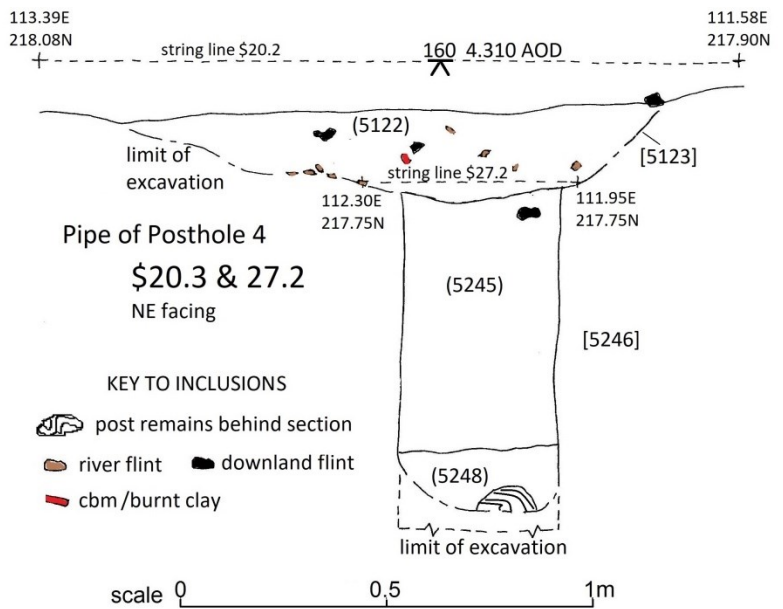 113.39E
218.08N
string line $20.2
160 4.310 AOD
111.58E
217.90N
(5122)
limit of
excavation
[5123]
string line $27.2
112.30E
217.75N
111.95E
217.75N
Pipe of Posthole 4
$20.3 & 27.2
NE facing
(5245)
[5246]
KEY TO INCLUSIONS
post remains behind section
river flint
downland flint
cbm/burnt clay
(5248)
limit of excavation
scale 0 0.5 1m